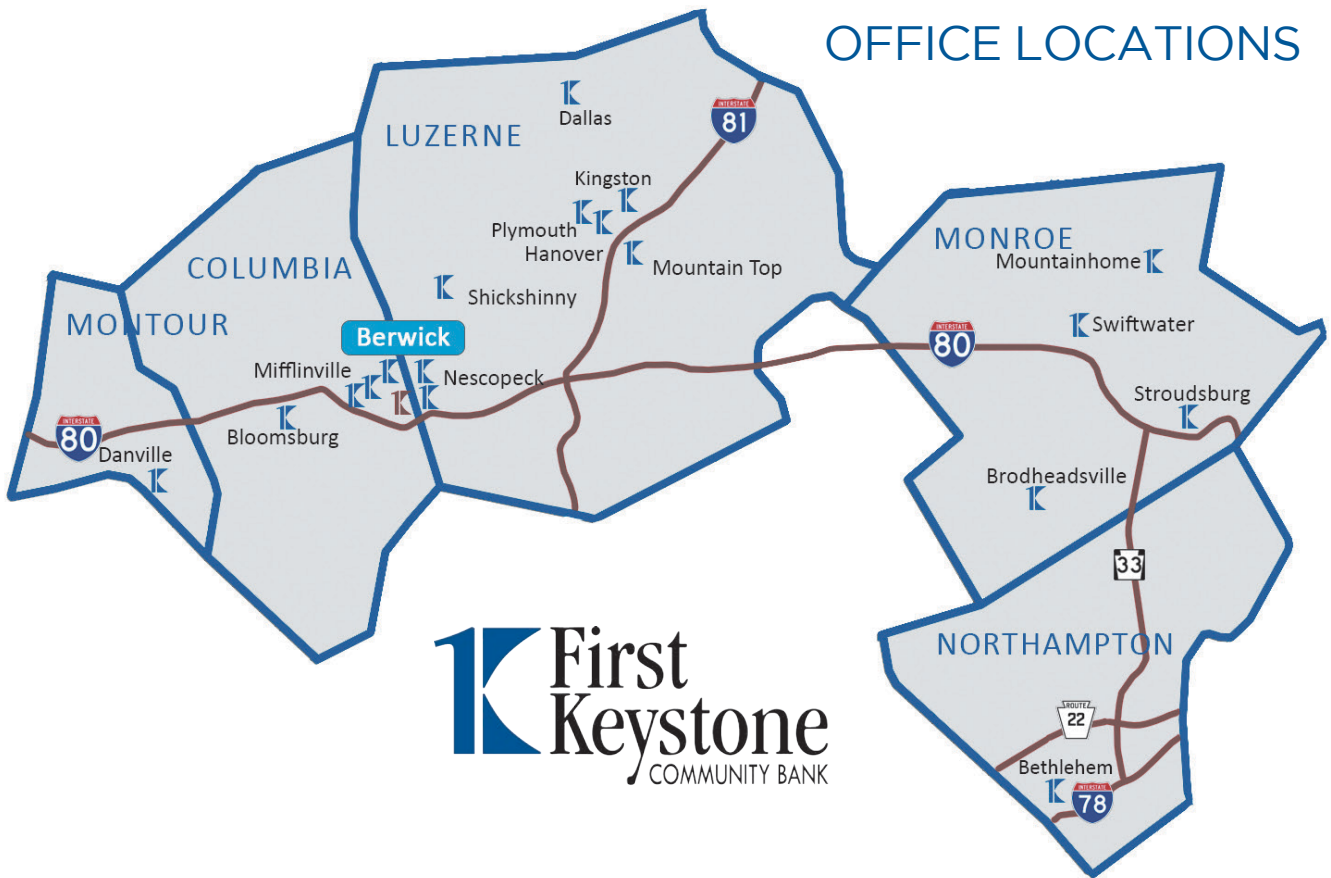 OFFICE LOCATIONS
INTERSTATE
81
Dallas
LUZERNE
Kingston
Plymouth
Hanover
Mountain Top
MONROE
Mountainhome
COLUMBIA
Shickshinny
MONTOUR
Berwick
Swiftwater
INTERSTATE
80
Mifflinville
Nescopeck
Stroudsburg
Bloomsburg
INTERSTATE
80
Danville
Brodheadsville
33
NORTHAMPTON
1K First
Keystone
COMMUNITY BANK
ROUTE
22
Bethlehem
INTERSTATE
78